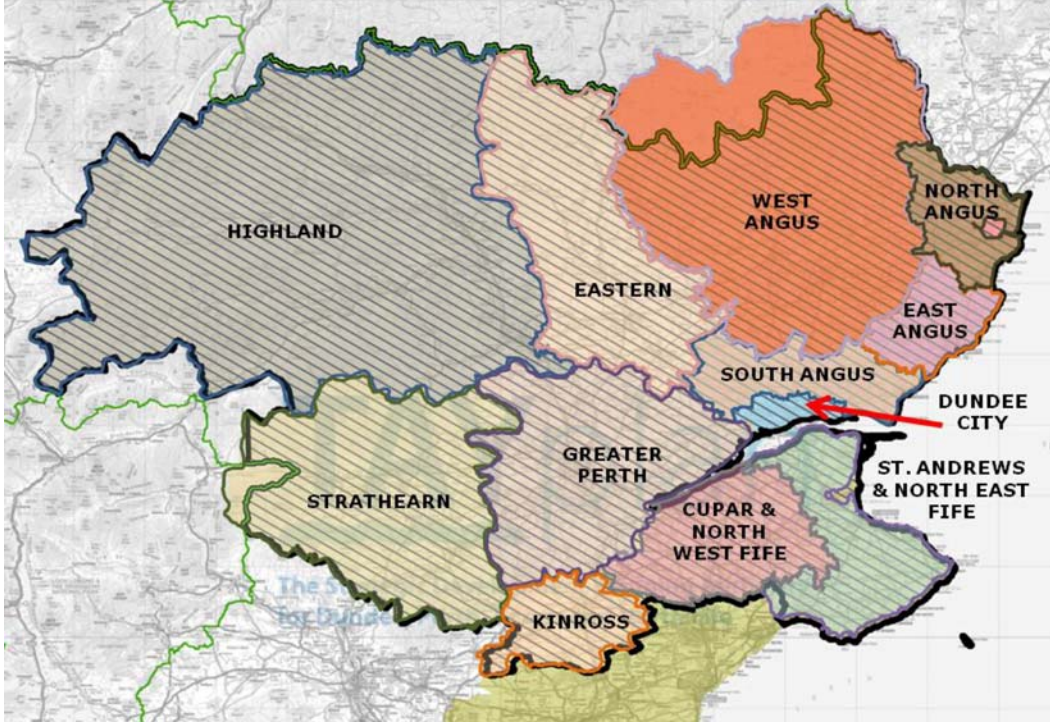 WEST
ANGUS
NORTH
ANGUS
HIGHLAND
EASTERN
EAST
ANGUS
SOUTH ANGUS
DUNDEE
CITY
GREATER
PERTH
ST. ANDREWS
& NORTH EAST
FIFE
STRATHEARN
CUPAR &
NORTH
WEST FIFE
KINROSS